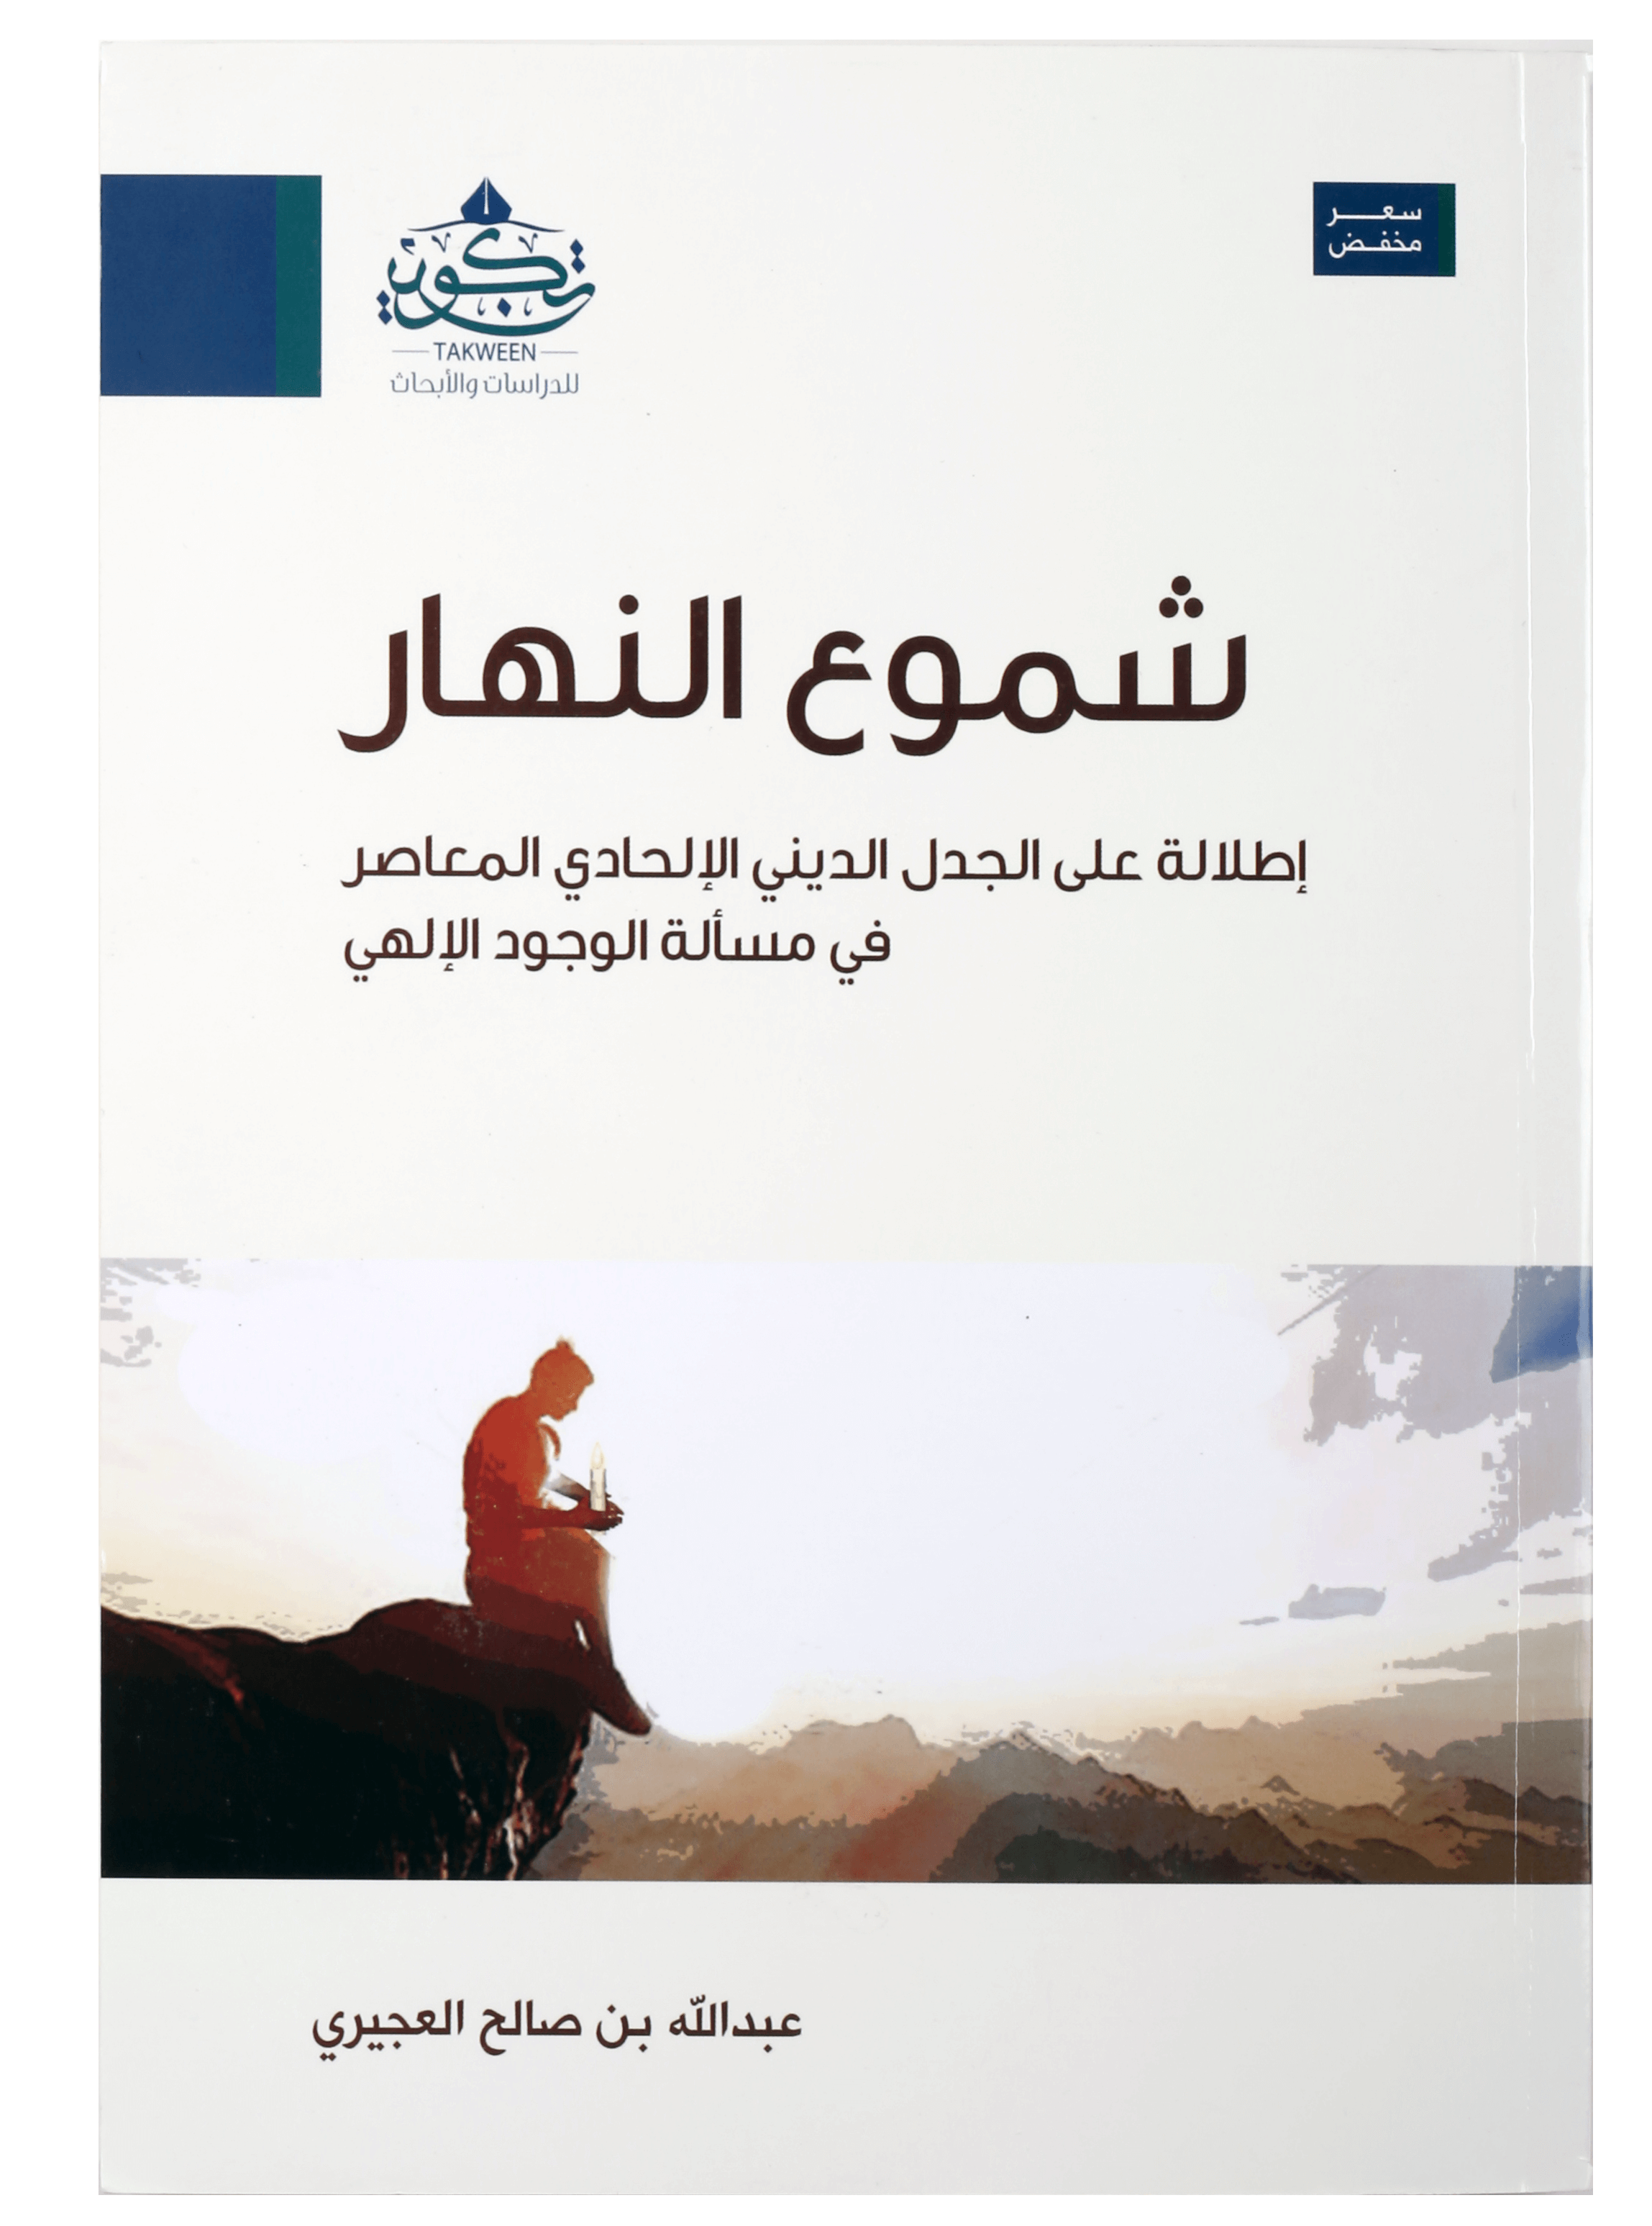 سعر
مخفض
تكوين
TAKWEEN
للدراسات والأبحاث
شموع النهار
إطلالة على الجدل الديني الإلحادي المعاصر
في مسألة الوجود الإلهي
عبدالله بن صالح العجيري